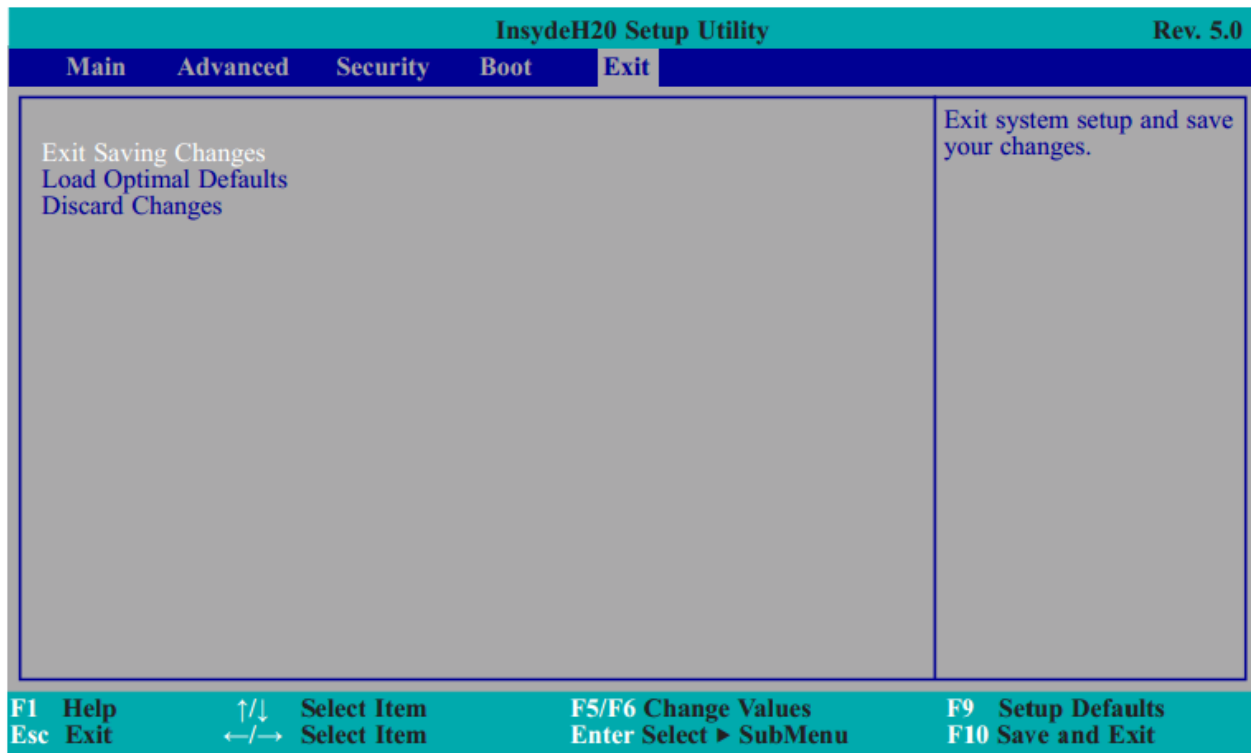 InsydeH20 Setup Utility Rev. 5.0
Main Advanced Security Boot Exit
Exit Saving Changes
Load Optimal Defaults
Discard Changes
Exit system setup and save
your changes.
F1 Help ↑/↓ Select Item F5/F6 Change Values F9 Setup Defaults
Esc Exit ←/→ Select Item Enter Select ▶ SubMenu F10 Save and Exit